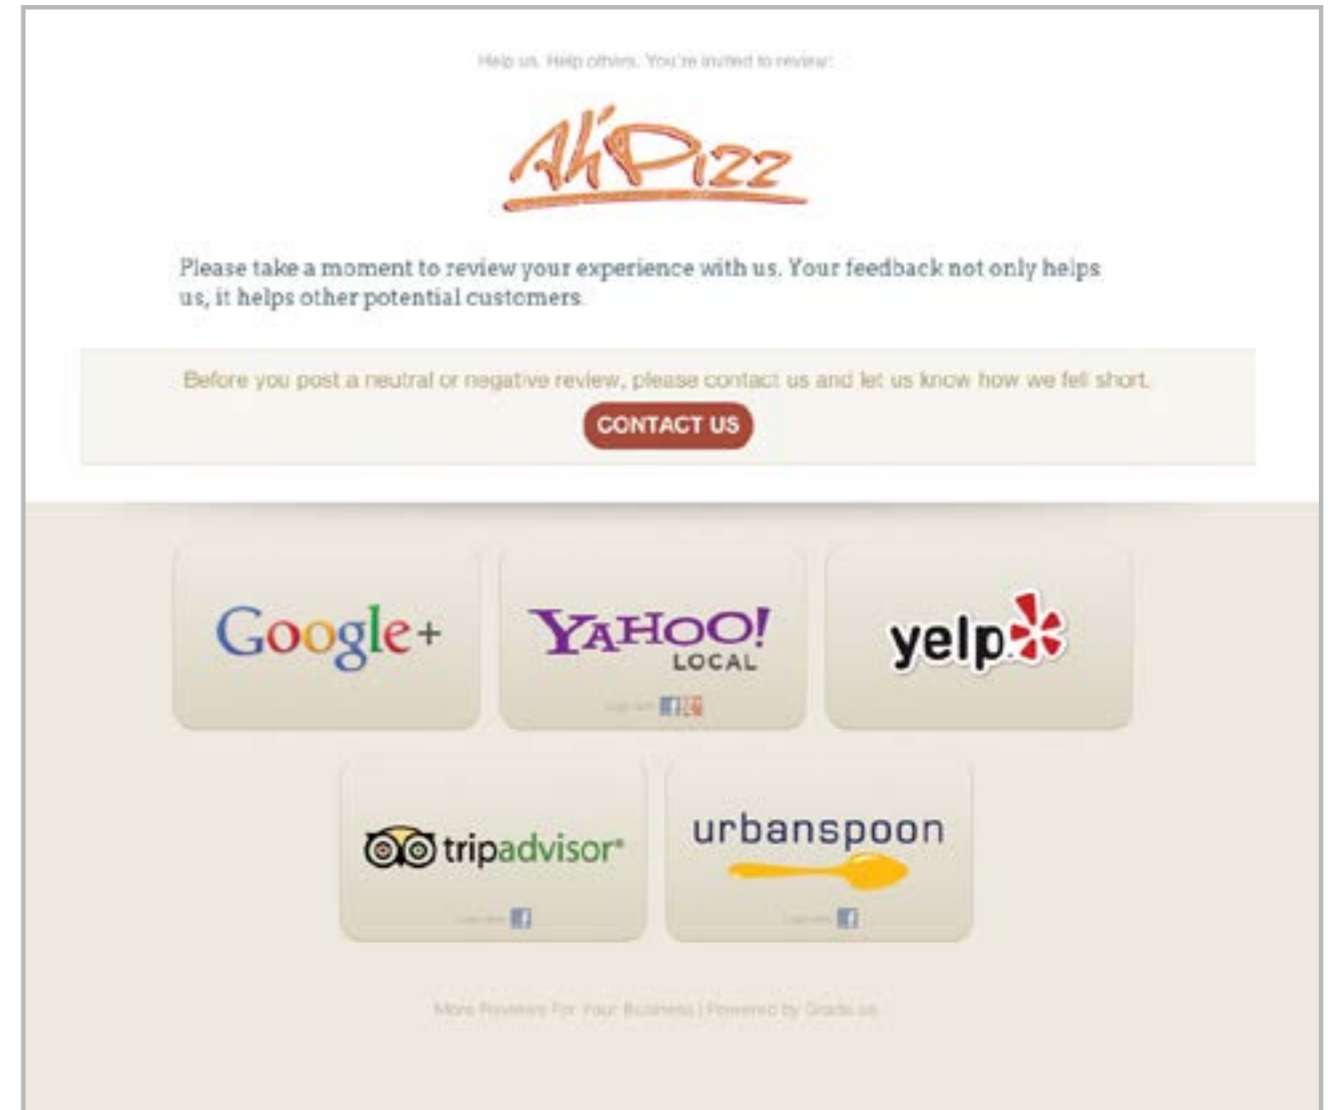 Help us. Help others. You're invited to review:
Ah'Pizz
Please take a moment to review your experience with us. Your feedback not only helps
us, it helps other potential customers.
Before you post a neutral or negative review, please contact us and let us know how we fell short.
CONTACT US
Google+
YAHOO!
LOCAL
yelp
tripadvisor®
urbanspoon
More Reviews For Your Business | Powered by Grade.us